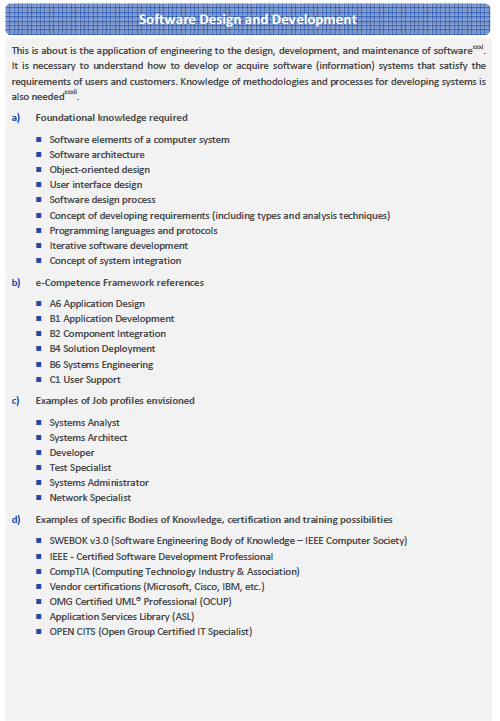 Software Design and Development
This is about is the application of engineering to the design, development, and maintenance of software^xxxi.
It is necessary to understand how to develop or acquire software (information) systems that satisfy the
requirements of users and customers. Knowledge of methodologies and processes for developing systems is
also needed^xxxii.
a) Foundational knowledge required
■ Software elements of a computer system
■ Software architecture
■ Object-oriented design
■ User interface design
■ Software design process
■ Concept of developing requirements (including types and analysis techniques)
■ Programming languages and protocols
■ Iterative software development
■ Concept of system integration
b) e-Competence Framework references
■ A6 Application Design
■ B1 Application Development
■ B2 Component Integration
■ B4 Solution Deployment
■ B6 Systems Engineering
■ C1 User Support
c) Examples of Job profiles envisioned
■ Systems Analyst
■ Systems Architect
■ Developer
■ Test Specialist
■ Systems Administrator
■ Network Specialist
d) Examples of specific Bodies of Knowledge, certification and training possibilities
■ SWEBOK v3.0 (Software Engineering Body of Knowledge – IEEE Computer Society)
■ IEEE - Certified Software Development Professional
■ CompTIA (Computing Technology Industry & Association)
■ Vendor certifications (Microsoft, Cisco, IBM, etc.)
■ OMG Certified UML® Professional (OCUP)
■ Application Services Library (ASL)
■ OPEN CITS (Open Group Certified IT Specialist)